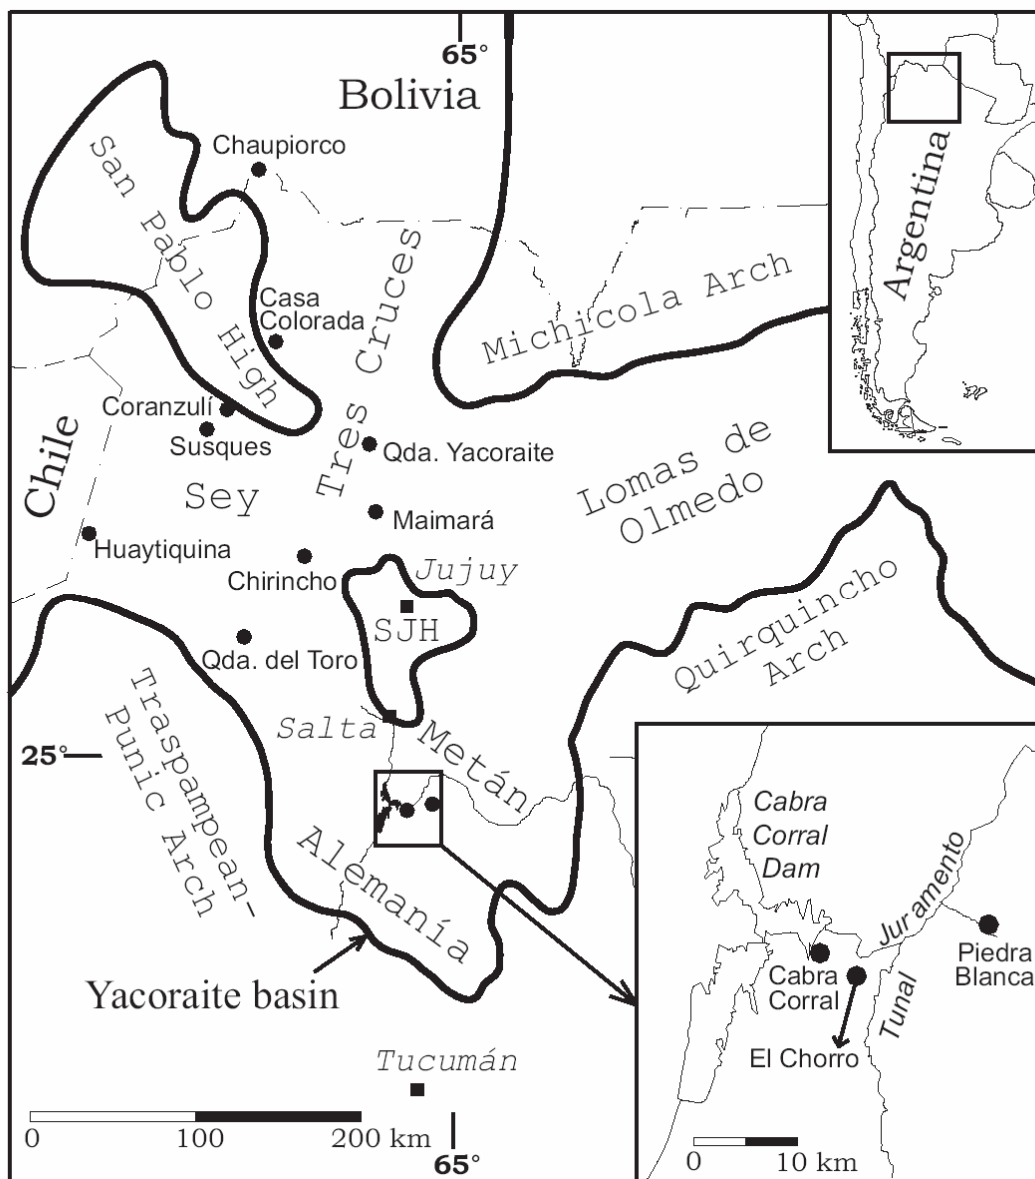 65°
Bolivia
Chaupiorco
San Pablo High
Casa
Colorada
Tres Cruces
Michicola Arch
Argentina
Coranzulí
Susques
Chile
Sey
Qda. Yacoraite
Lomas de
Olmedo
Maimará
Huaytiquina
Chirincho
Jujuy
SJH
Qda. del Toro
Quirquincho
Arch
Traspampean-
Punic Arch
Salta
Metán
25°
Alemanía
Yacoraite basin
Tucumán
0 100 200 km
65°
Cabra
Corral
Dam
Juramento
Piedra
Blanca
Cabra
Corral
Tunal
El Chorro
0 10 km